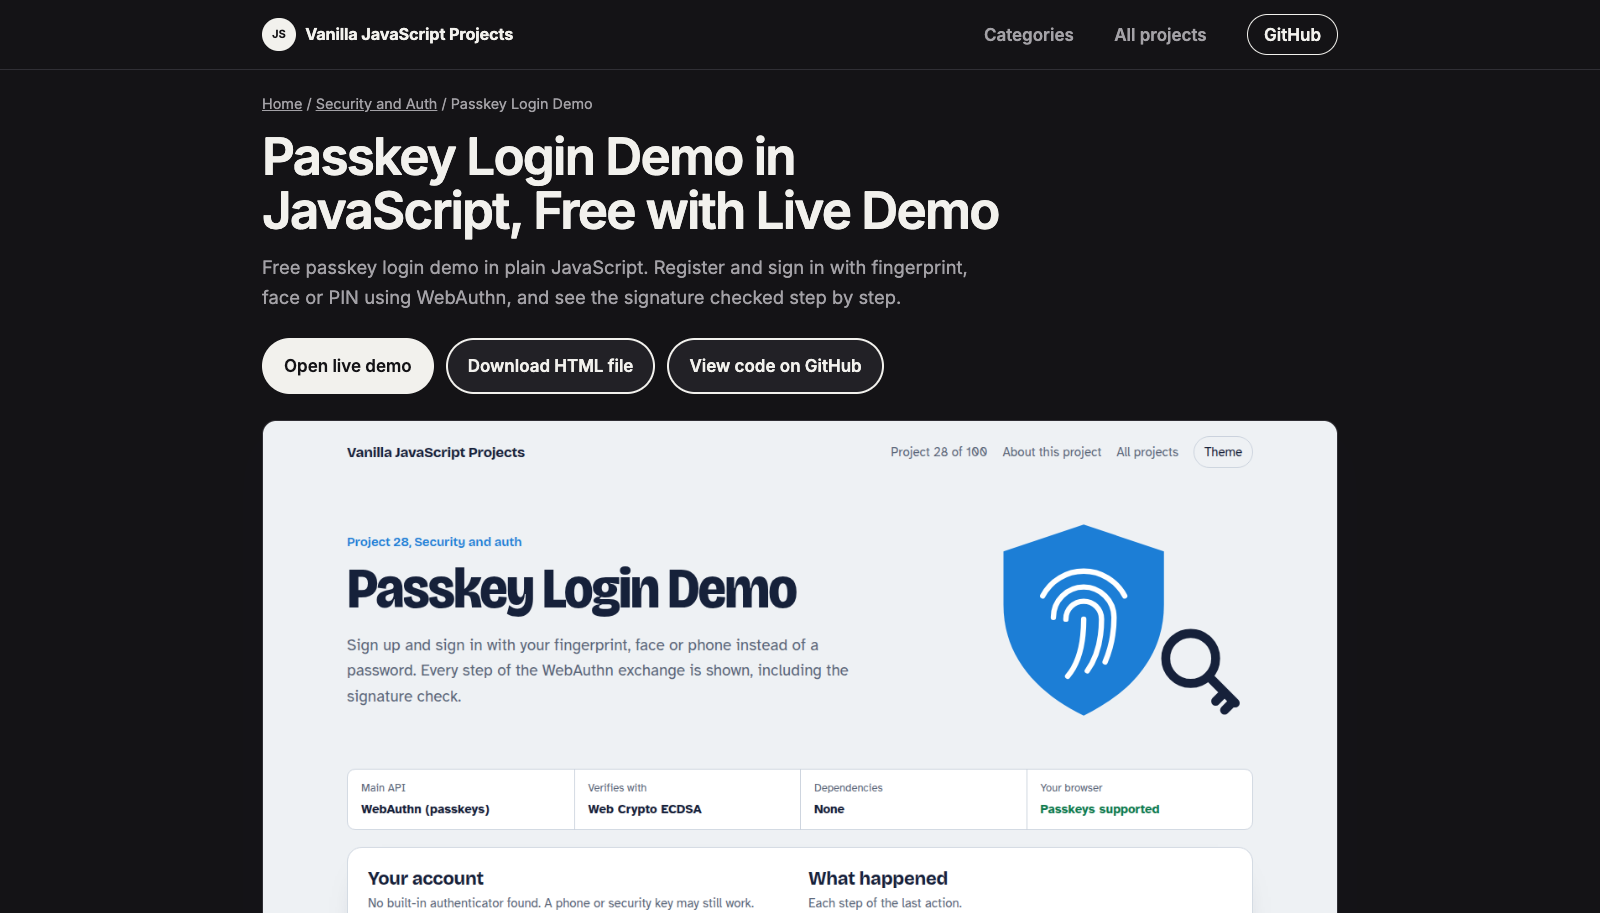 JS
Vanilla JavaScript Projects
Categories
All projects
GitHub
Home / Security and Auth / Passkey Login Demo
Passkey Login Demo in
JavaScript, Free with Live Demo
Free passkey login demo in plain JavaScript. Register and sign in with fingerprint,
face or PIN using WebAuthn, and see the signature checked step by step.
Open live demo
Download HTML file
View code on GitHub
Vanilla JavaScript Projects
Project 28 of 100
About this project
All projects
Theme
Project 28, Security and auth
Passkey Login Demo
Sign up and sign in with your fingerprint, face or phone instead of a
password. Every step of the WebAuthn exchange is shown, including the
signature check.
Main API
WebAuthn (passkeys)
Verifies with
Web Crypto ECDSA
Dependencies
None
Your browser
Passkeys supported
Your account
No built-in authenticator found. A phone or security key may still work.
What happened
Each step of the last action.